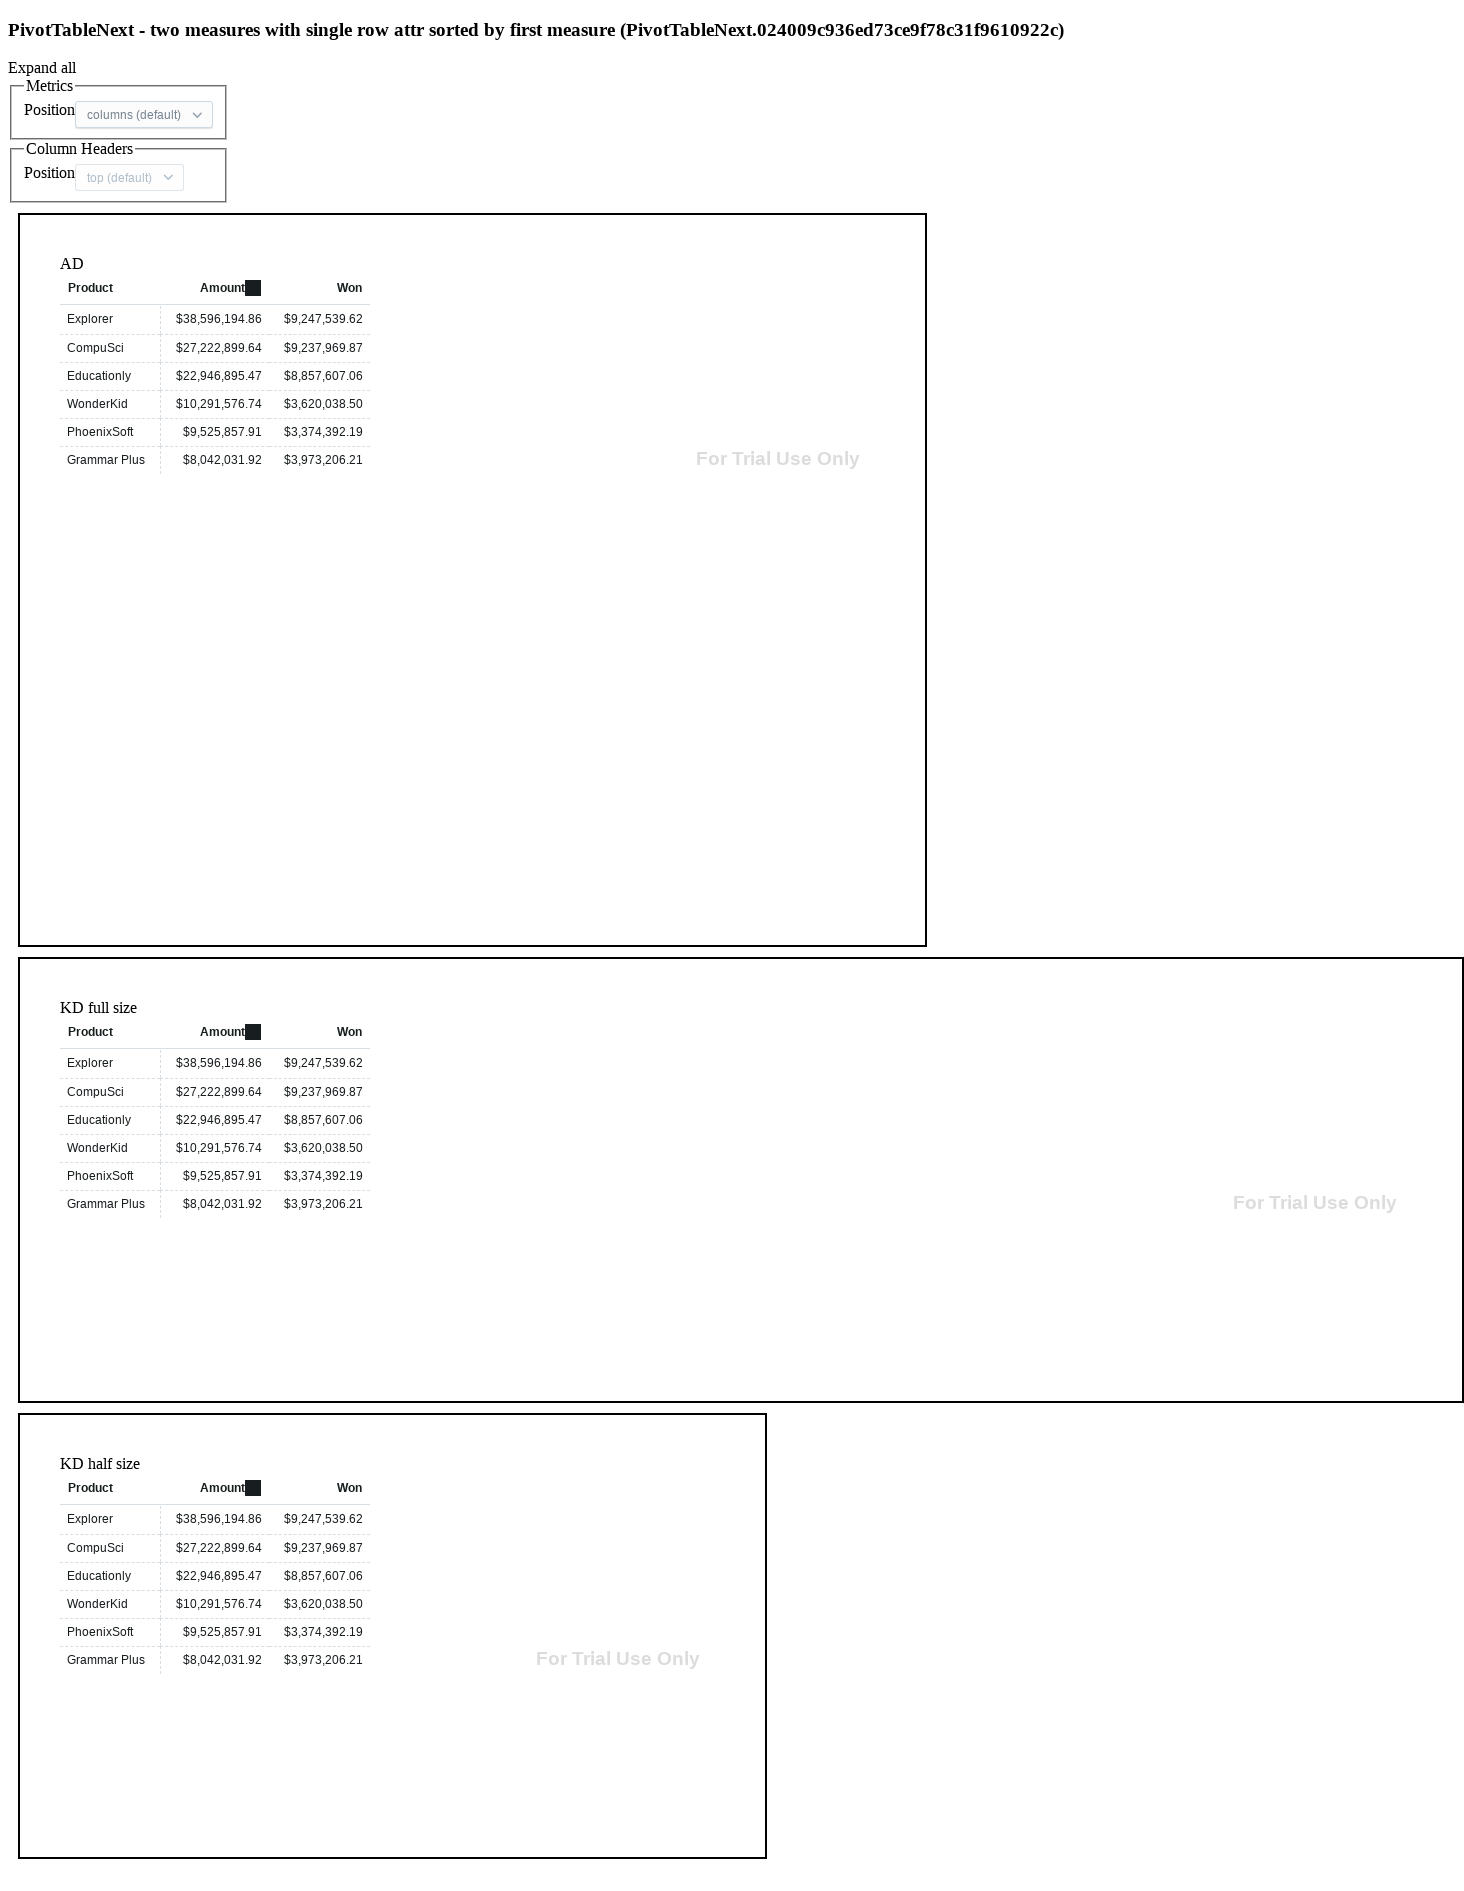 PivotTableNext - two measures with single row attr sorted by first measure (PivotTableNext.024009c936ed73ce9f78c31f9610922c)
Expand all
Metrics
Position columns (default)
Column Headers
Position top (default)
AD
Product Amount Won
Explorer $38,596,194.86 $9,247,539.62
CompuSci $27,222,899.64 $9,237,969.87
Educationly $22,946,895.47 $8,857,607.06
WonderKid $10,291,576.74 $3,620,038.50
PhoenixSoft $9,525,857.91 $3,374,392.19
Grammar Plus $8,042,031.92 $3,973,206.21
For Trial Use Only
KD full size
Product Amount Won
Explorer $38,596,194.86 $9,247,539.62
CompuSci $27,222,899.64 $9,237,969.87
Educationly $22,946,895.47 $8,857,607.06
WonderKid $10,291,576.74 $3,620,038.50
PhoenixSoft $9,525,857.91 $3,374,392.19
Grammar Plus $8,042,031.92 $3,973,206.21
For Trial Use Only
KD half size
Product Amount Won
Explorer $38,596,194.86 $9,247,539.62
CompuSci $27,222,899.64 $9,237,969.87
Educationly $22,946,895.47 $8,857,607.06
WonderKid $10,291,576.74 $3,620,038.50
PhoenixSoft $9,525,857.91 $3,374,392.19
Grammar Plus $8,042,031.92 $3,973,206.21
For Trial Use Only